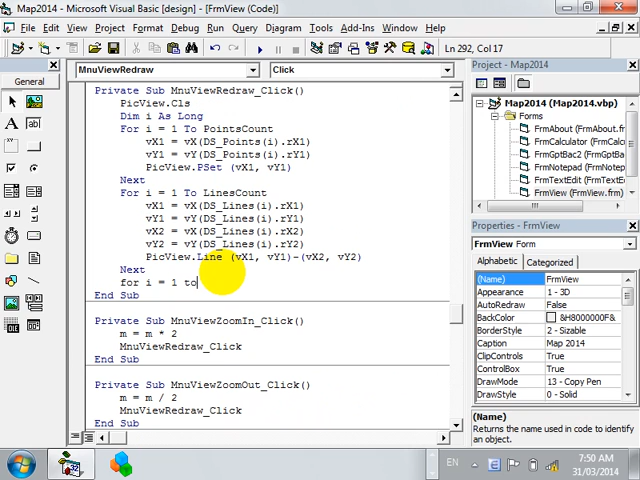 Map2014 - Microsoft Visual Basic [design] - [FrmView (Code)]
File Edit View Project Format Debug Run Query Diagram Tools Add-Ins Window Help
Ln 292, Col 17
General
MnuViewRedraw Click
Private Sub MnuViewRedraw_Click()
PicView.Cls
Dim i As Long
For i = 1 To PointsCount
vX1 = vX(DS_Points(i).rX1)
vY1 = vY(DS_Points(i).rY1)
PicView.PSet (vX1, vY1)
Next
For i = 1 To LinesCount
vX1 = vX(DS_Lines(i).rX1)
vY1 = vY(DS_Lines(i).rY1)
vX2 = vX(DS_Lines(i).rX2)
vY2 = vY(DS_Lines(i).rY2)
PicView.Line (vX1, vY1)-(vX2, vY2)
Next
for i = 1 to
End Sub
Private Sub MnuViewZoomIn_Click()
m = m * 2
MnuViewRedraw_Click
End Sub
Private Sub MnuViewZoomOut_Click()
m = m / 2
MnuViewRedraw_Click
End Sub
Project - Map2014
Map2014 (Map2014.vbp)
Forms
FrmAbout (FrmAbout.fr
FrmCalculator (FrmCalc
FrmGptBac2 (FrmGptBac
FrmNotepad (FrmNotep
FrmTextEdit (FrmTextEd
FrmView (FrmView.frm)
Properties - FrmView
FrmView Form
Alphabetic Categorized
(Name) FrmView
Appearance 1 - 3D
AutoRedraw False
BackColor &H8000000F&
BorderStyle 2 - Sizable
Caption Map 2014
ClipControls True
ControlBox True
DrawMode 13 - Copy Pen
DrawStyle 0 - Solid
(Name)
Returns the name used in code to identify
an object.
EN
7:50 AM
31/03/2014